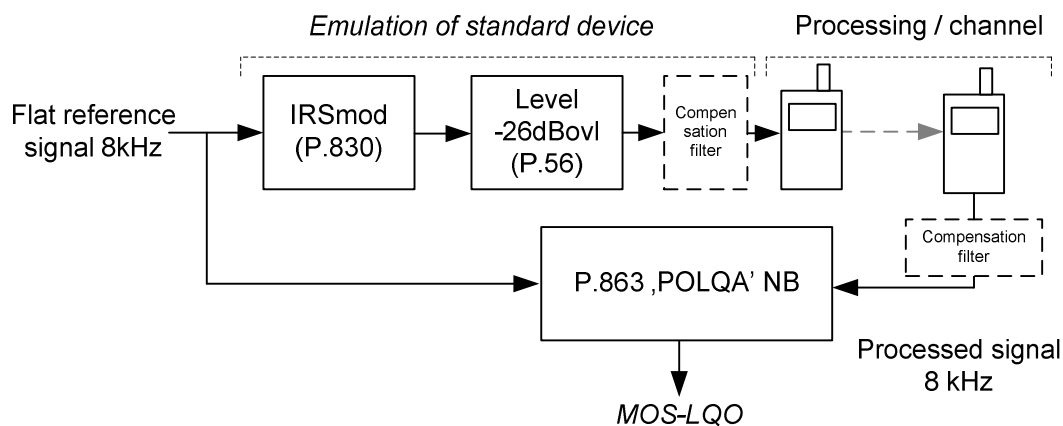 Emulation of standard device
Processing / channel
Flat reference
signal 8kHz
IRSmod
(P.830)
Level
-26dBovl
(P.56)
Compen
sation
filter
Compensation
filter
P.863 ‚POLQA’ NB
Processed signal
8 kHz
MOS-LQO